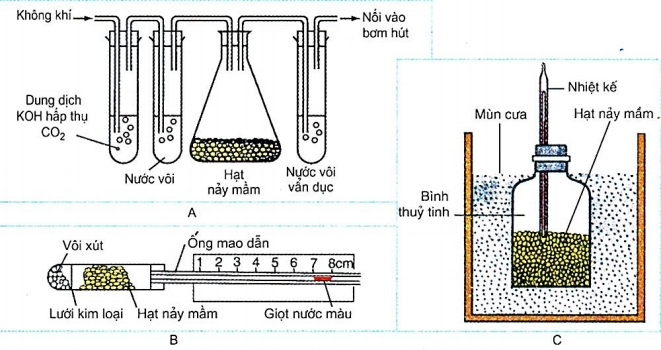 Không khí
Nối vào
bơm hút
Dung dịch
KOH hấp thụ
CO2
Nước vôi
Hạt
nảy mầm
Nước vôi
vẩn dục
A
Vôi xút
Ống mao dẫn
1 2 3 4 5 6 7 8cm
Lưới kim loại
Hạt nảy mầm
Giọt nước màu
B
Nhiệt kế
Mùn cưa
Hạt nảy mầm
Bình
thuỷ tinh
C